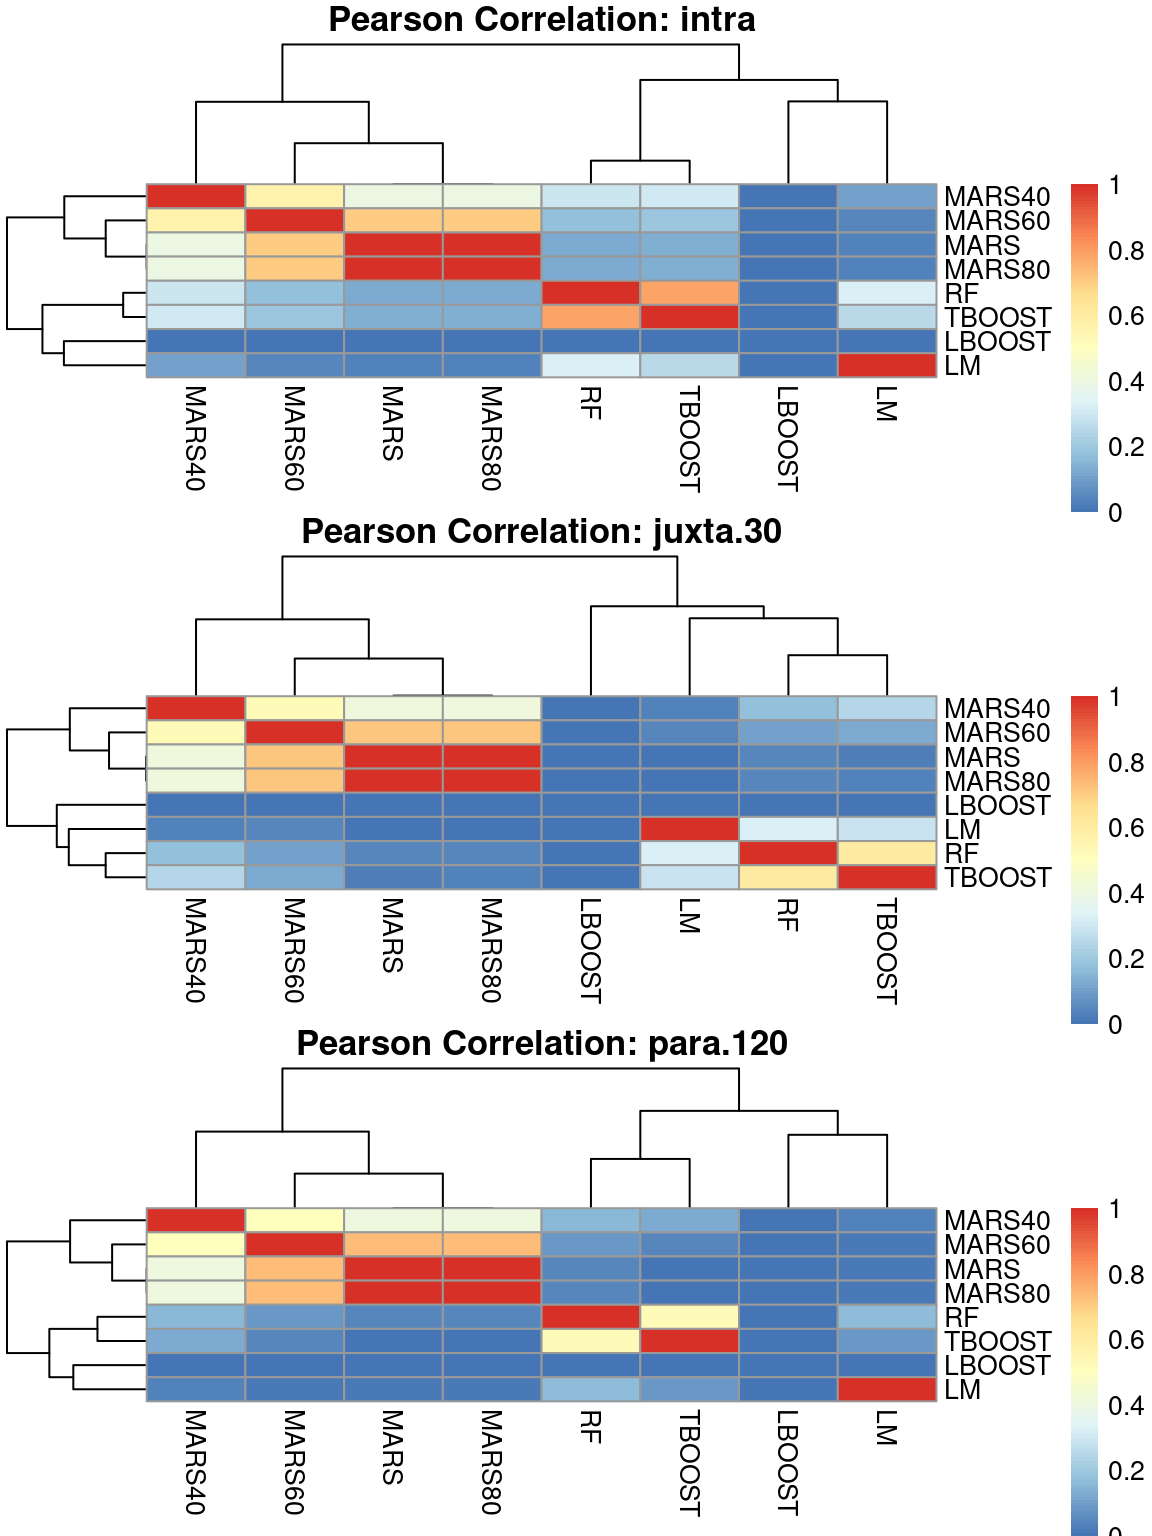 Pearson Correlation: intra
MARS40
MARS60
MARS
MARS80
RF
TBOOST
LBOOST
LM
1
0.8
0.6
0.4
0.2
0
MARS40 MARS60 MARS MARS80 RF TBOOST LBOOST LM
Pearson Correlation: juxta.30
MARS40
MARS60
MARS
MARS80
LBOOST
LM
RF
TBOOST
1
0.8
0.6
0.4
0.2
0
MARS40 MARS60 MARS MARS80 LBOOST LM RF TBOOST
Pearson Correlation: para.120
MARS40
MARS60
MARS
MARS80
RF
TBOOST
LBOOST
LM
1
0.8
0.6
0.4
0.2
0
MARS40 MARS60 MARS MARS80 RF TBOOST LBOOST LM